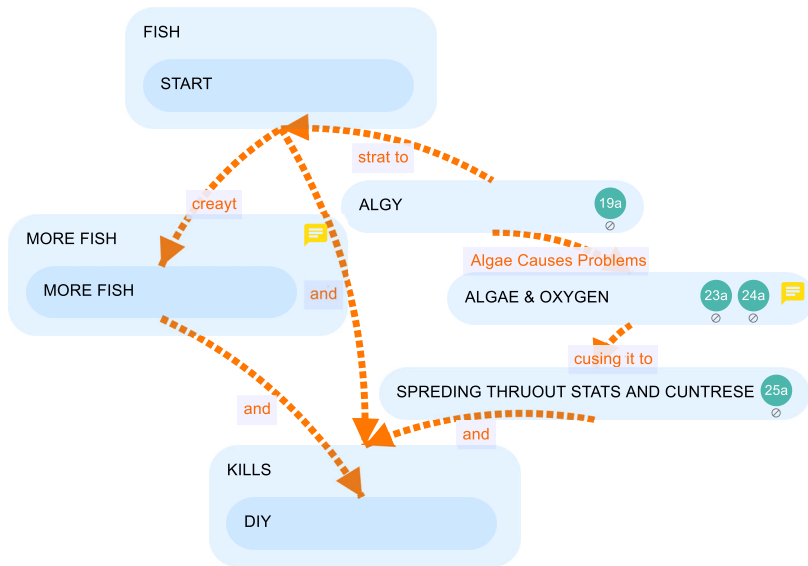 FISH
START
strat to
creayt
ALGY
19a
MORE FISH
Algae Causes Problems
MORE FISH
and
ALGAE & OXYGEN
23a
24a
cusing it to
SPREDING THRUOUT STATS AND CUNTRESE
25a
and
and
KILLS
DIY